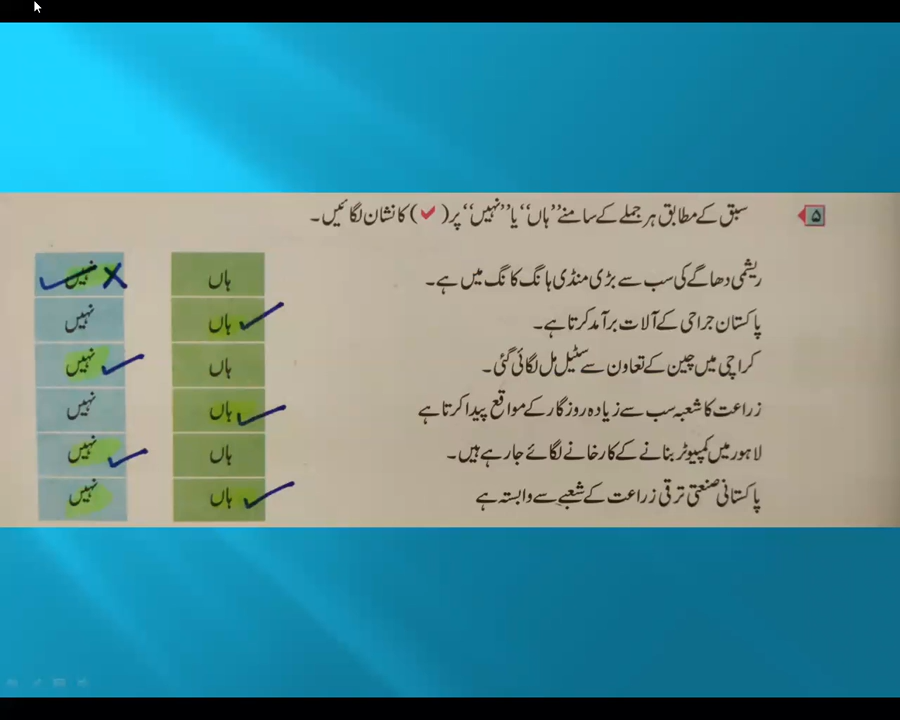 ۵ سبق کے مطابق ہر جملے کے سامنے ”ہاں“ یا ”نہیں“ پر (✓) کا نشان لگائیں۔
ریشمی دھاگے کی سب سے بڑی منڈی ہانگ کانگ میں ہے۔ ہاں نہیں
پاکستان جراحی کے آلات برآمد کرتا ہے۔ ہاں نہیں
کراچی میں چین کے تعاون سے سٹیل مل لگائی گئی۔ ہاں نہیں
زراعت کا شعبہ سب سے زیادہ روزگار کے مواقع پیدا کرتا ہے ہاں نہیں
لاہور میں کمپیوٹر بنانے کے کارخانے لگائے جا رہے ہیں۔ ہاں نہیں
پاکستانی صنعتی ترقی زراعت کے شعبے سے وابستہ ہے ہاں نہیں